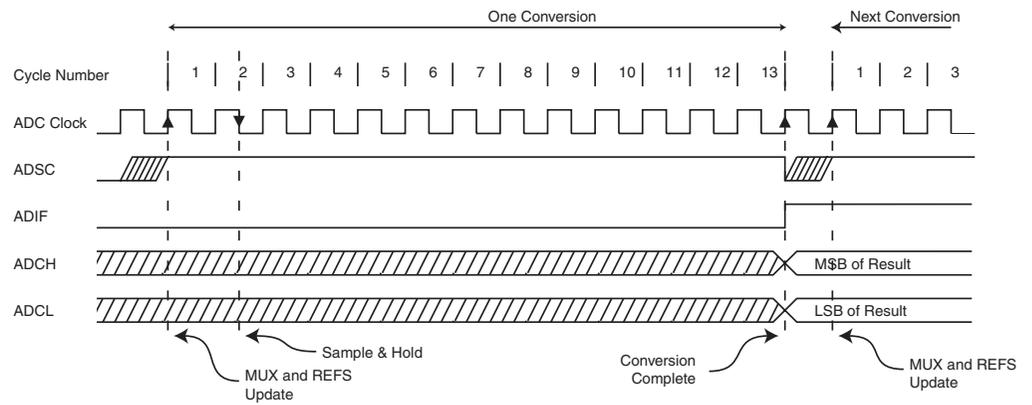 One Conversion
Next Conversion
Cycle Number 1 2 3 4 5 6 7 8 9 10 11 12 13 1 2 3
ADC Clock
ADSC
ADIF
ADCH
MSB of Result
ADCL
LSB of Result
Sample & Hold
MUX and REFS
Update
Conversion
Complete
MUX and REFS
Update